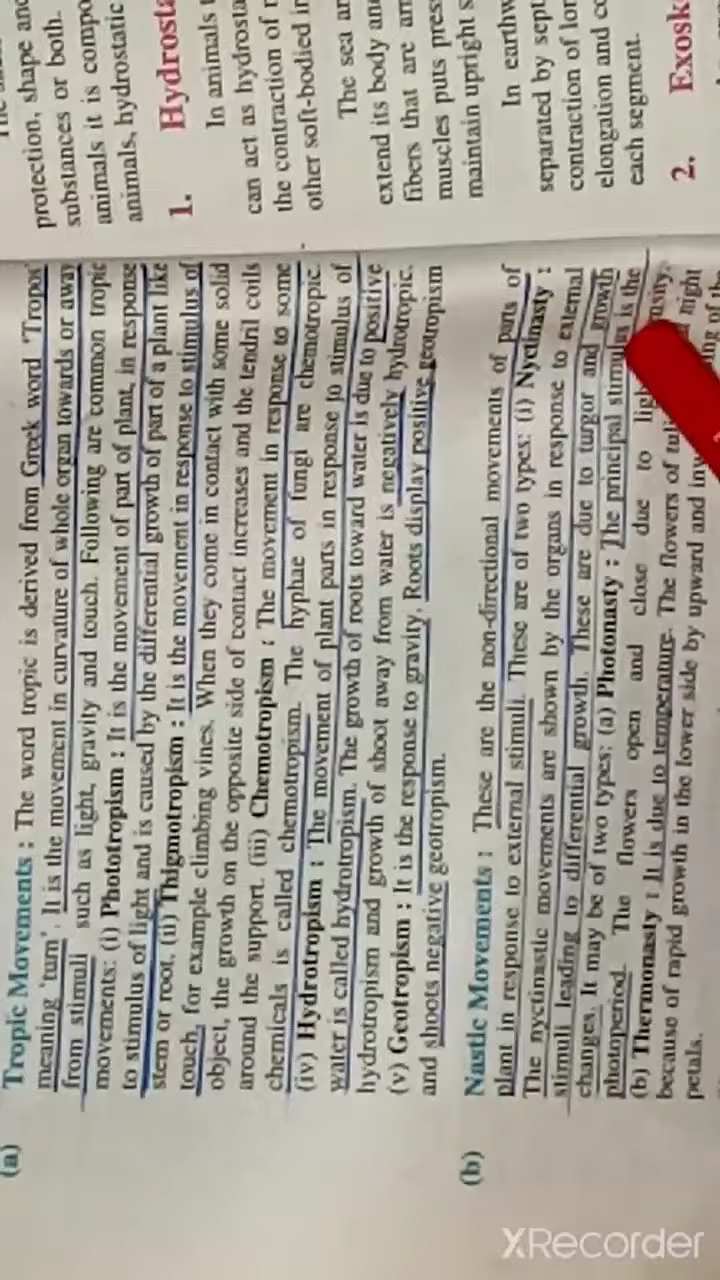 (a) Tropic Movements : The word tropic is derived from Greek word 'Tropos'
meaning 'turn'. It is the movement in curvature of whole organ towards or away
from stimuli such as light, gravity and touch. Following are common tropic
movements: (i) Phototropism : It is the movement of part of plant, in response
to stimulus of light and is caused by the differential growth of part of a plant like
stem or root. (ii) Thigmotropism : It is the movement in response to stimulus of
touch, for example climbing vines. When they come in contact with some solid
object, the growth on the opposite side of contact increases and the tendril coils
around the support. (iii) Chemotropism : The movement in response to some
chemicals is called chemotropism. The hyphae of fungi are chemotropic.
(iv) Hydrotropism : The movement of plant parts in response to stimulus of
water is called hydrotropism. The growth of roots toward water is due to positive
hydrotropism and growth of shoot away from water is negatively hydrotropic.
(v) Geotropism : It is the response to gravity. Roots display positive geotropism
and shoots negative geotropism.
(b) Nastic Movements : These are the non-directional movements of parts of
plant in response to external stimuli. These are of two types: (i) Nyctinasty :
The nyctinastic movements are shown by the organs in response to external
stimuli leading to differential growth. These are due to turgor and growth
changes. It may be of two types: (a) Photonasty : The principal stimulus is the
photoperiod. The flowers open and close due to
(b) Thermonasty : It is due to temperature. The flowers of night
because of rapid growth in the lower side by upward and of the
petals.
protection, shape and
substances or both.
animals it is compo
animals, hydrostatic
1. Hydrosta
In animals t
can act as hydrosta
the contraction of
other soft-bodied in
The sea an
extend its body and
fibers that are
muscles puts pres
maintain upright s
In earthw
separated by sept
contraction of lon
elongation and co
each segment.
2. Exosk
XRecorder